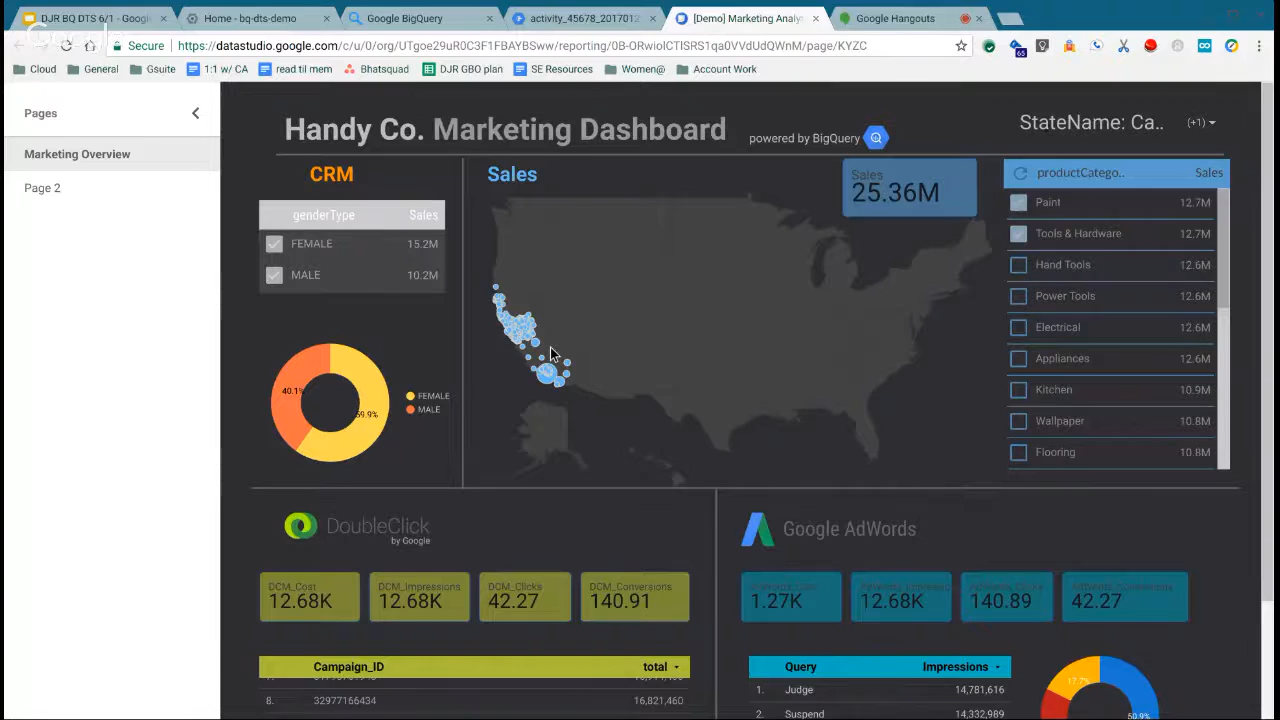 DJR BQ DTS 6/1 - Google
Home - bq-dts-demo
Google BigQuery
activity_45678_2017012
[Demo] Marketing Analyt
Google Hangouts
Secure
https://datastudio.google.com/c/u/0/org/UTgoe29uR0C3F1FBAYBSww/reporting/0B-ORwioICTlSRS1qa0VVdUdQWnM/page/KYZC
65
Cloud
General
Gsuite
1:1 w/ CA
read til mem
Bhatsquad
DJR GBO plan
SE Resources
Women@
Account Work
Pages
Marketing Overview
Page 2
Handy Co. Marketing Dashboard
powered by BigQuery
StateName: Ca..
(+1)
CRM
genderType Sales
FEMALE 15.2M
MALE 10.2M
40.1%
59.9%
FEMALE
MALE
Sales
Sales
25.36M
productCatego.. Sales
Paint 12.7M
Tools & Hardware 12.7M
Hand Tools 12.6M
Power Tools 12.6M
Electrical 12.6M
Appliances 12.6M
Kitchen 10.9M
Wallpaper 10.8M
Flooring 10.8M
DoubleClick
by Google
DCM_Cost
12.68K
DCM_Impressions
12.68K
DCM_Clicks
42.27
DCM_Conversions
140.91
Campaign_ID total
8. 32977166434 16,821,460
Google AdWords
1.27K
12.68K
140.89
42.27
Query Impressions
1. Judge 14,781,616
2. Suspend 14,332,989
17.7%
50.9%